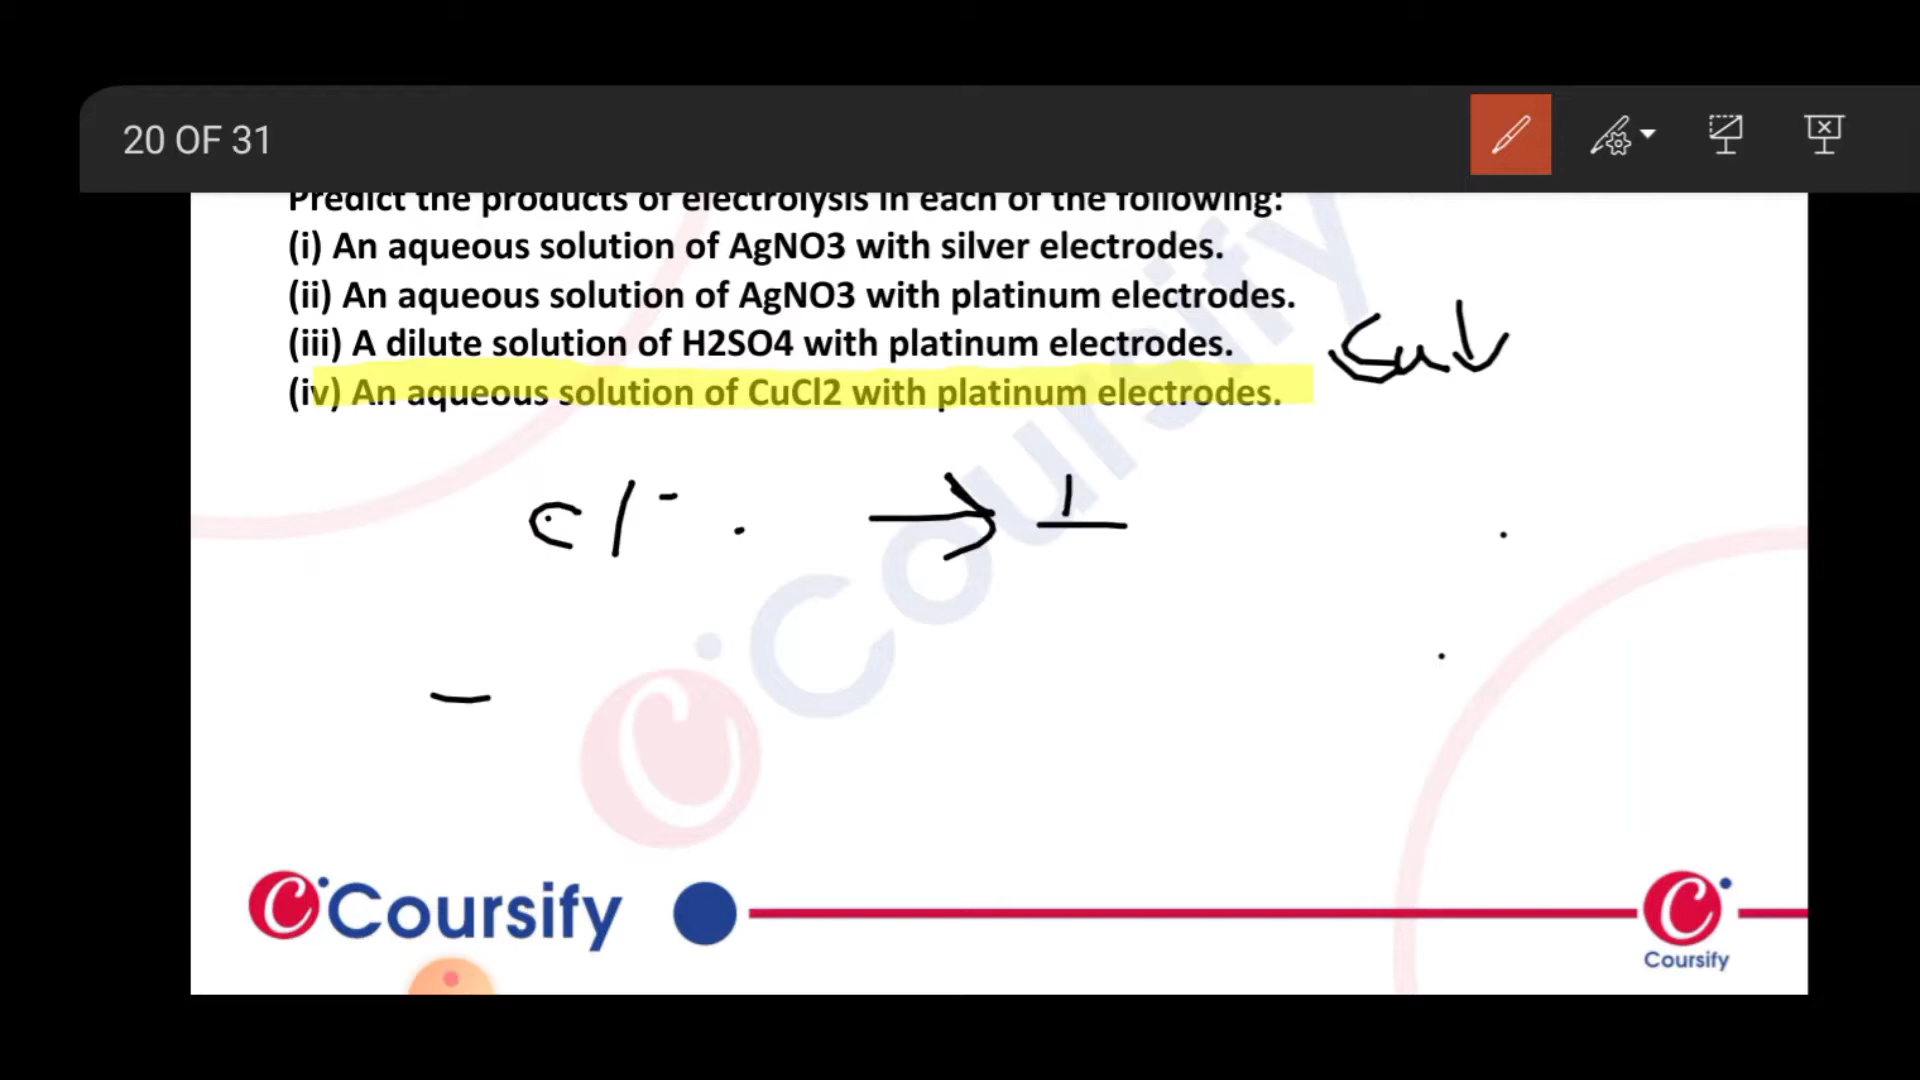 20 OF 31
Predict the products of electrolysis in each of the following:
(i) An aqueous solution of AgNO3 with silver electrodes.
(ii) An aqueous solution of AgNO3 with platinum electrodes.
(iii) A dilute solution of H2SO4 with platinum electrodes.
(iv) An aqueous solution of CuCl2 with platinum electrodes.
Cu↓
Cl⁻ → 1
Coursify
Coursify
Coursify